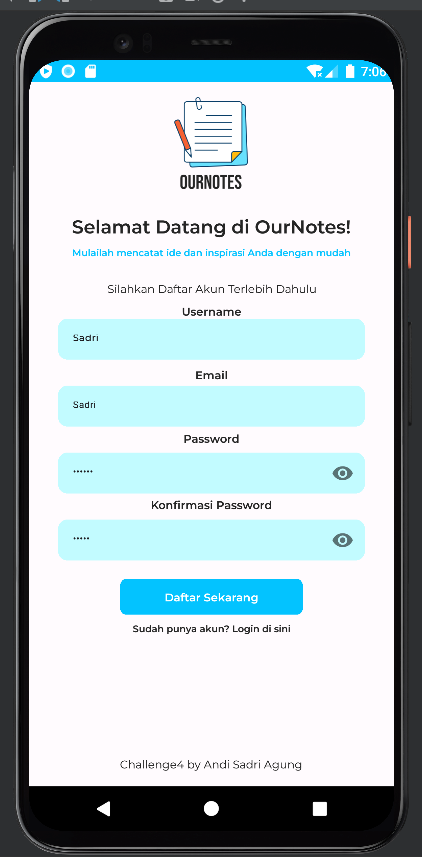 7:06
OURNOTES
Selamat Datang di OurNotes!
Mulailah mencatat ide dan inspirasi Anda dengan mudah
Silahkan Daftar Akun Terlebih Dahulu
Username
Sadri
Email
Sadri
Password
••••••
Konfirmasi Password
•••••
Daftar Sekarang
Sudah punya akun? Login di sini
Challenge4 by Andi Sadri Agung